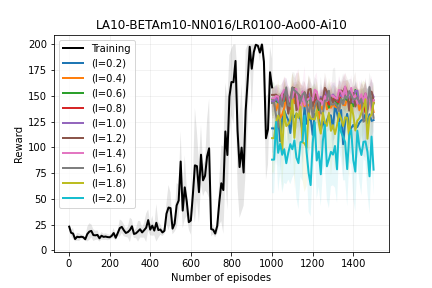 LA10-BETAm10-NN016/LR0100-Ao00-Ai10
Reward
200
175
150
125
100
75
50
25
0
Training
(l=0.2)
(l=0.4)
(l=0.6)
(l=0.8)
(l=1.0)
(l=1.2)
(l=1.4)
(l=1.6)
(l=1.8)
(l=2.0)
0 200 400 600 800 1000 1200 1400
Number of episodes